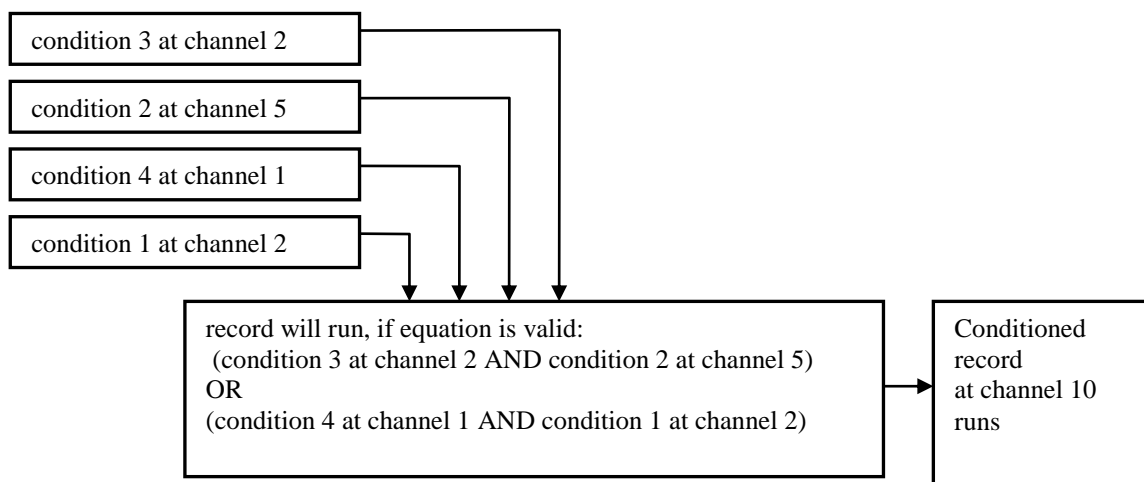 condition 3 at channel 2
condition 2 at channel 5
condition 4 at channel 1
condition 1 at channel 2
record will run, if equation is valid:
(condition 3 at channel 2 AND condition 2 at channel 5)
OR
(condition 4 at channel 1 AND condition 1 at channel 2)
Conditioned
record
at channel 10
runs